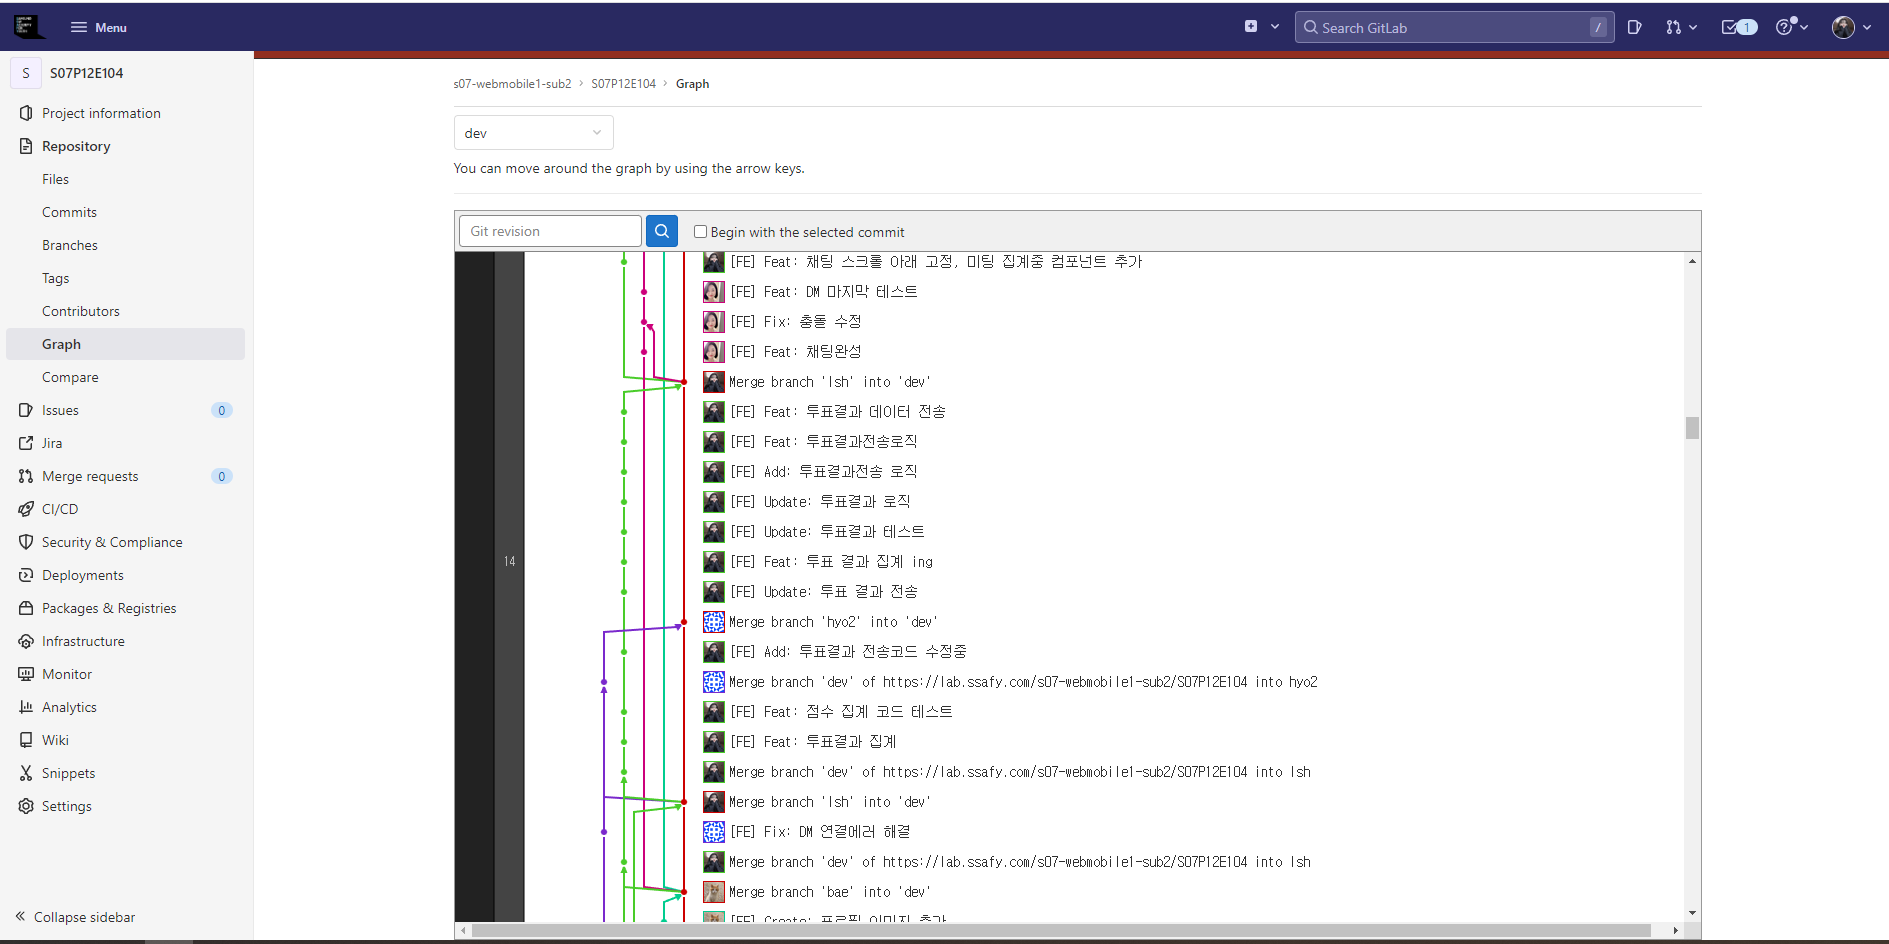 Menu
Search GitLab
/
1
S
S07P12E104
Project information
Repository
Files
Commits
Branches
Tags
Contributors
Graph
Compare
Issues 0
Jira
Merge requests 0
CI/CD
Security & Compliance
Deployments
Packages & Registries
Infrastructure
Monitor
Analytics
Wiki
Snippets
Settings
Collapse sidebar
s07-webmobile1-sub2 › S07P12E104 › Graph
dev
You can move around the graph by using the arrow keys.
Git revision
Begin with the selected commit
14
[FE] Feat: 채팅 스크롤 아래 고정, 미팅 집계중 컴포넌트 추가
[FE] Feat: DM 마지막 테스트
[FE] Fix: 충돌 수정
[FE] Feat: 채팅완성
Merge branch 'lsh' into 'dev'
[FE] Feat: 투표결과 데이터 전송
[FE] Feat: 투표결과전송로직
[FE] Add: 투표결과전송 로직
[FE] Update: 투표결과 로직
[FE] Update: 투표결과 테스트
[FE] Feat: 투표 결과 집계 ing
[FE] Update: 투표 결과 전송
Merge branch 'hyo2' into 'dev'
[FE] Add: 투표결과 전송코드 수정중
Merge branch 'dev' of https://lab.ssafy.com/s07-webmobile1-sub2/S07P12E104 into hyo2
[FE] Feat: 점수 집계 코드 테스트
[FE] Feat: 투표결과 집계
Merge branch 'dev' of https://lab.ssafy.com/s07-webmobile1-sub2/S07P12E104 into lsh
Merge branch 'lsh' into 'dev'
[FE] Fix: DM 연결에러 해결
Merge branch 'dev' of https://lab.ssafy.com/s07-webmobile1-sub2/S07P12E104 into lsh
Merge branch 'bae' into 'dev'
[FE] Create: 프로필 이미지 추가